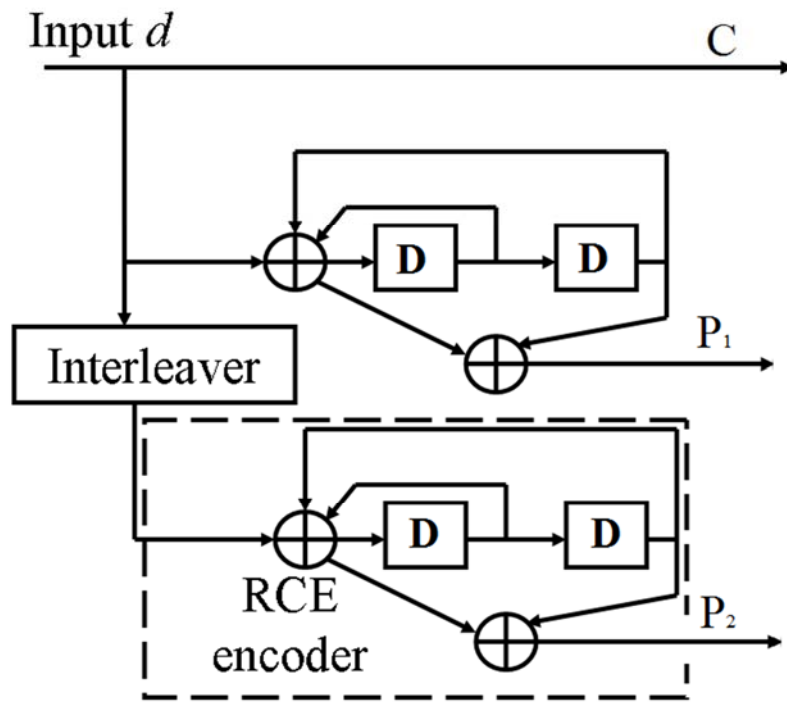 Input d
C
D
D
P₁
Interleaver
D
D
RCE
encoder
P₂